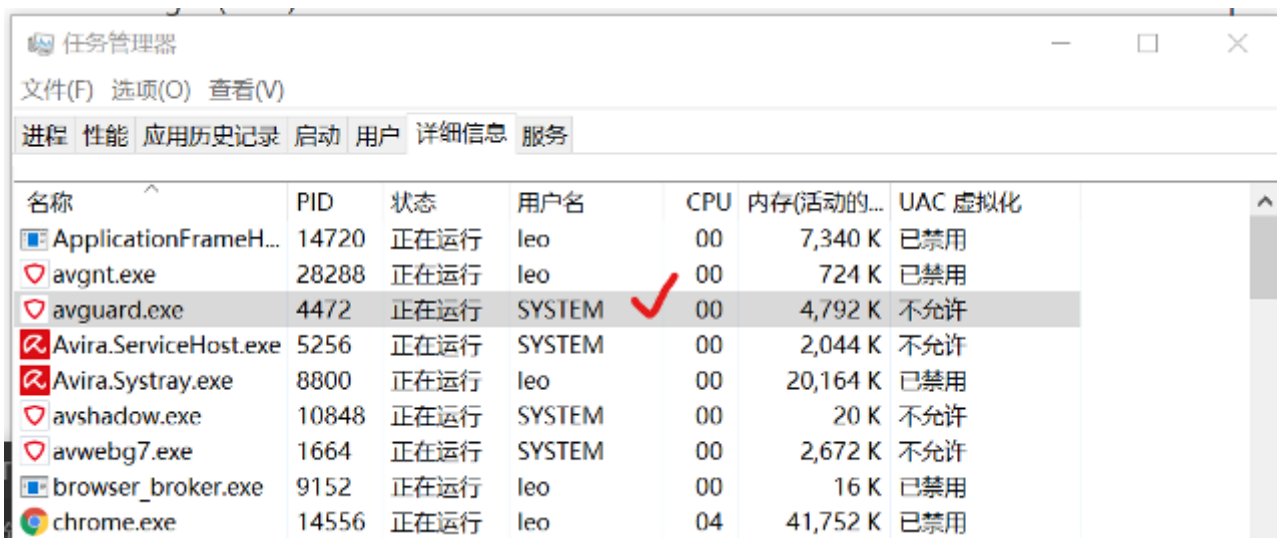 任务管理器
文件(F) 选项(O) 查看(V)
进程 性能 应用历史记录 启动 用户 详细信息 服务
名称 PID 状态 用户名 CPU 内存(活动的... UAC 虚拟化
ApplicationFrameH... 14720 正在运行 leo 00 7,340 K 已禁用
avgnt.exe 28288 正在运行 leo 00 724 K 已禁用
avguard.exe 4472 正在运行 SYSTEM 00 4,792 K 不允许
Avira.ServiceHost.exe 5256 正在运行 SYSTEM 00 2,044 K 不允许
Avira.Systray.exe 8800 正在运行 leo 00 20,164 K 已禁用
avshadow.exe 10848 正在运行 SYSTEM 00 20 K 不允许
avwebg7.exe 1664 正在运行 SYSTEM 00 2,672 K 不允许
browser_broker.exe 9152 正在运行 leo 00 16 K 已禁用
chrome.exe 14556 正在运行 leo 04 41,752 K 已禁用